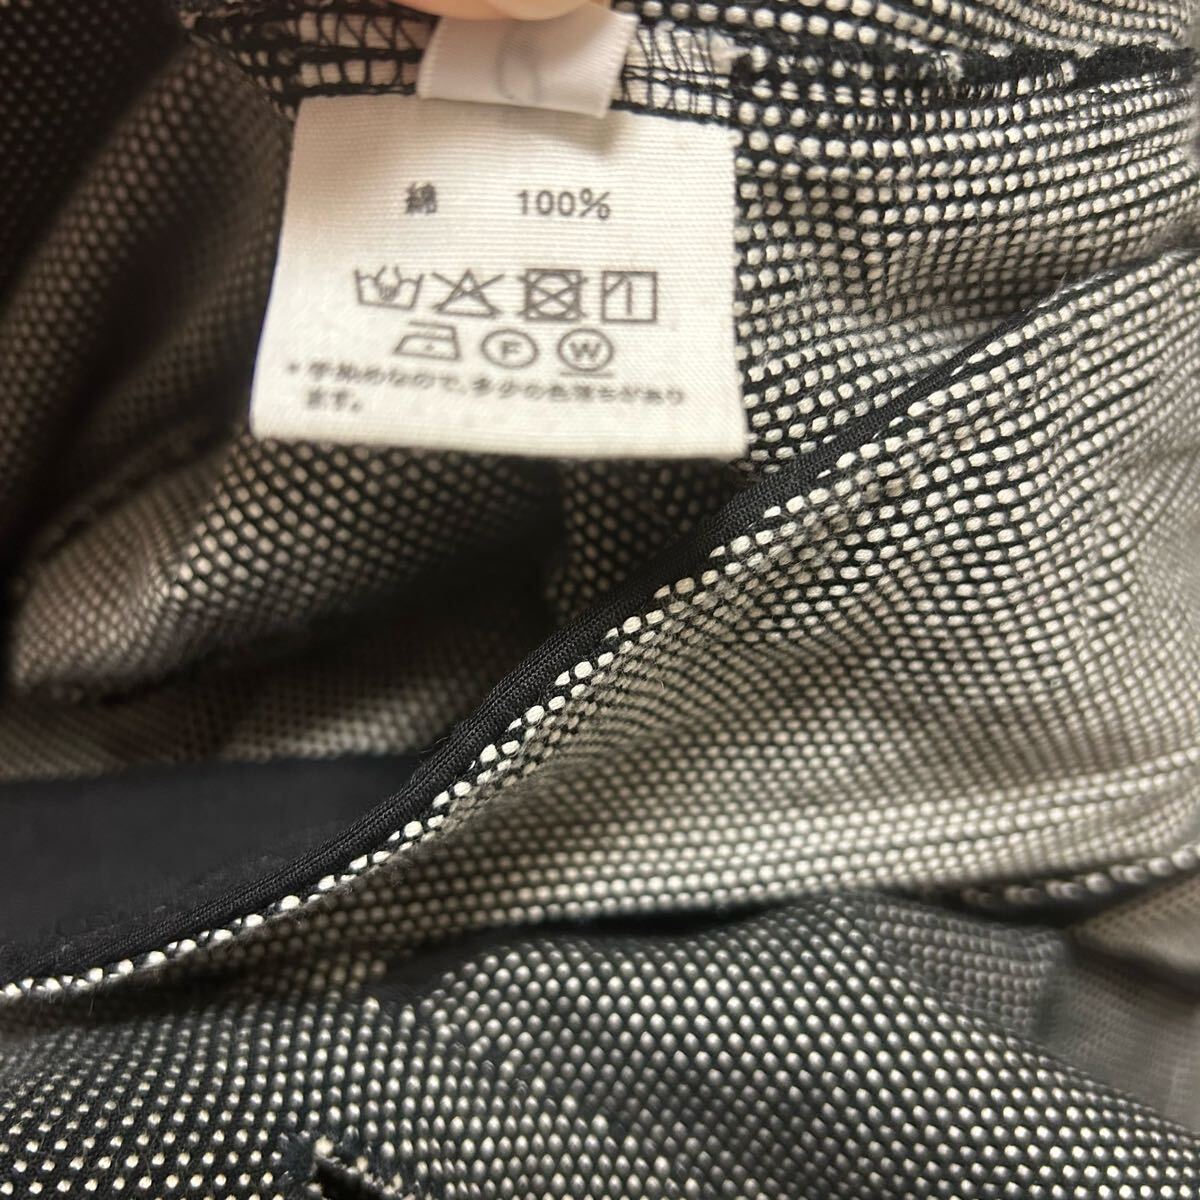 綿 100%
F W
*手染めなので、多少の色落ちがあり
ます。